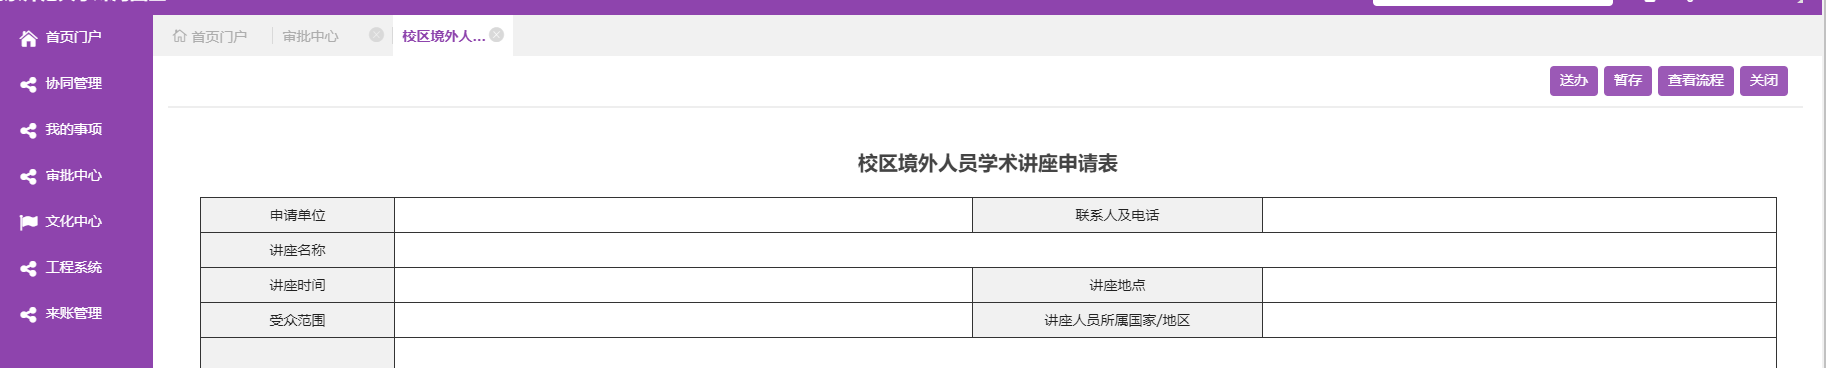 首页门户
协同管理
我的事项
审批中心
文化中心
工程系统
来账管理
首页门户 审批中心 校区境外人...
送办 暂存 查看流程 关闭
校区境外人员学术讲座申请表
申请单位 联系人及电话
讲座名称
讲座时间 讲座地点
受众范围 讲座人员所属国家/地区